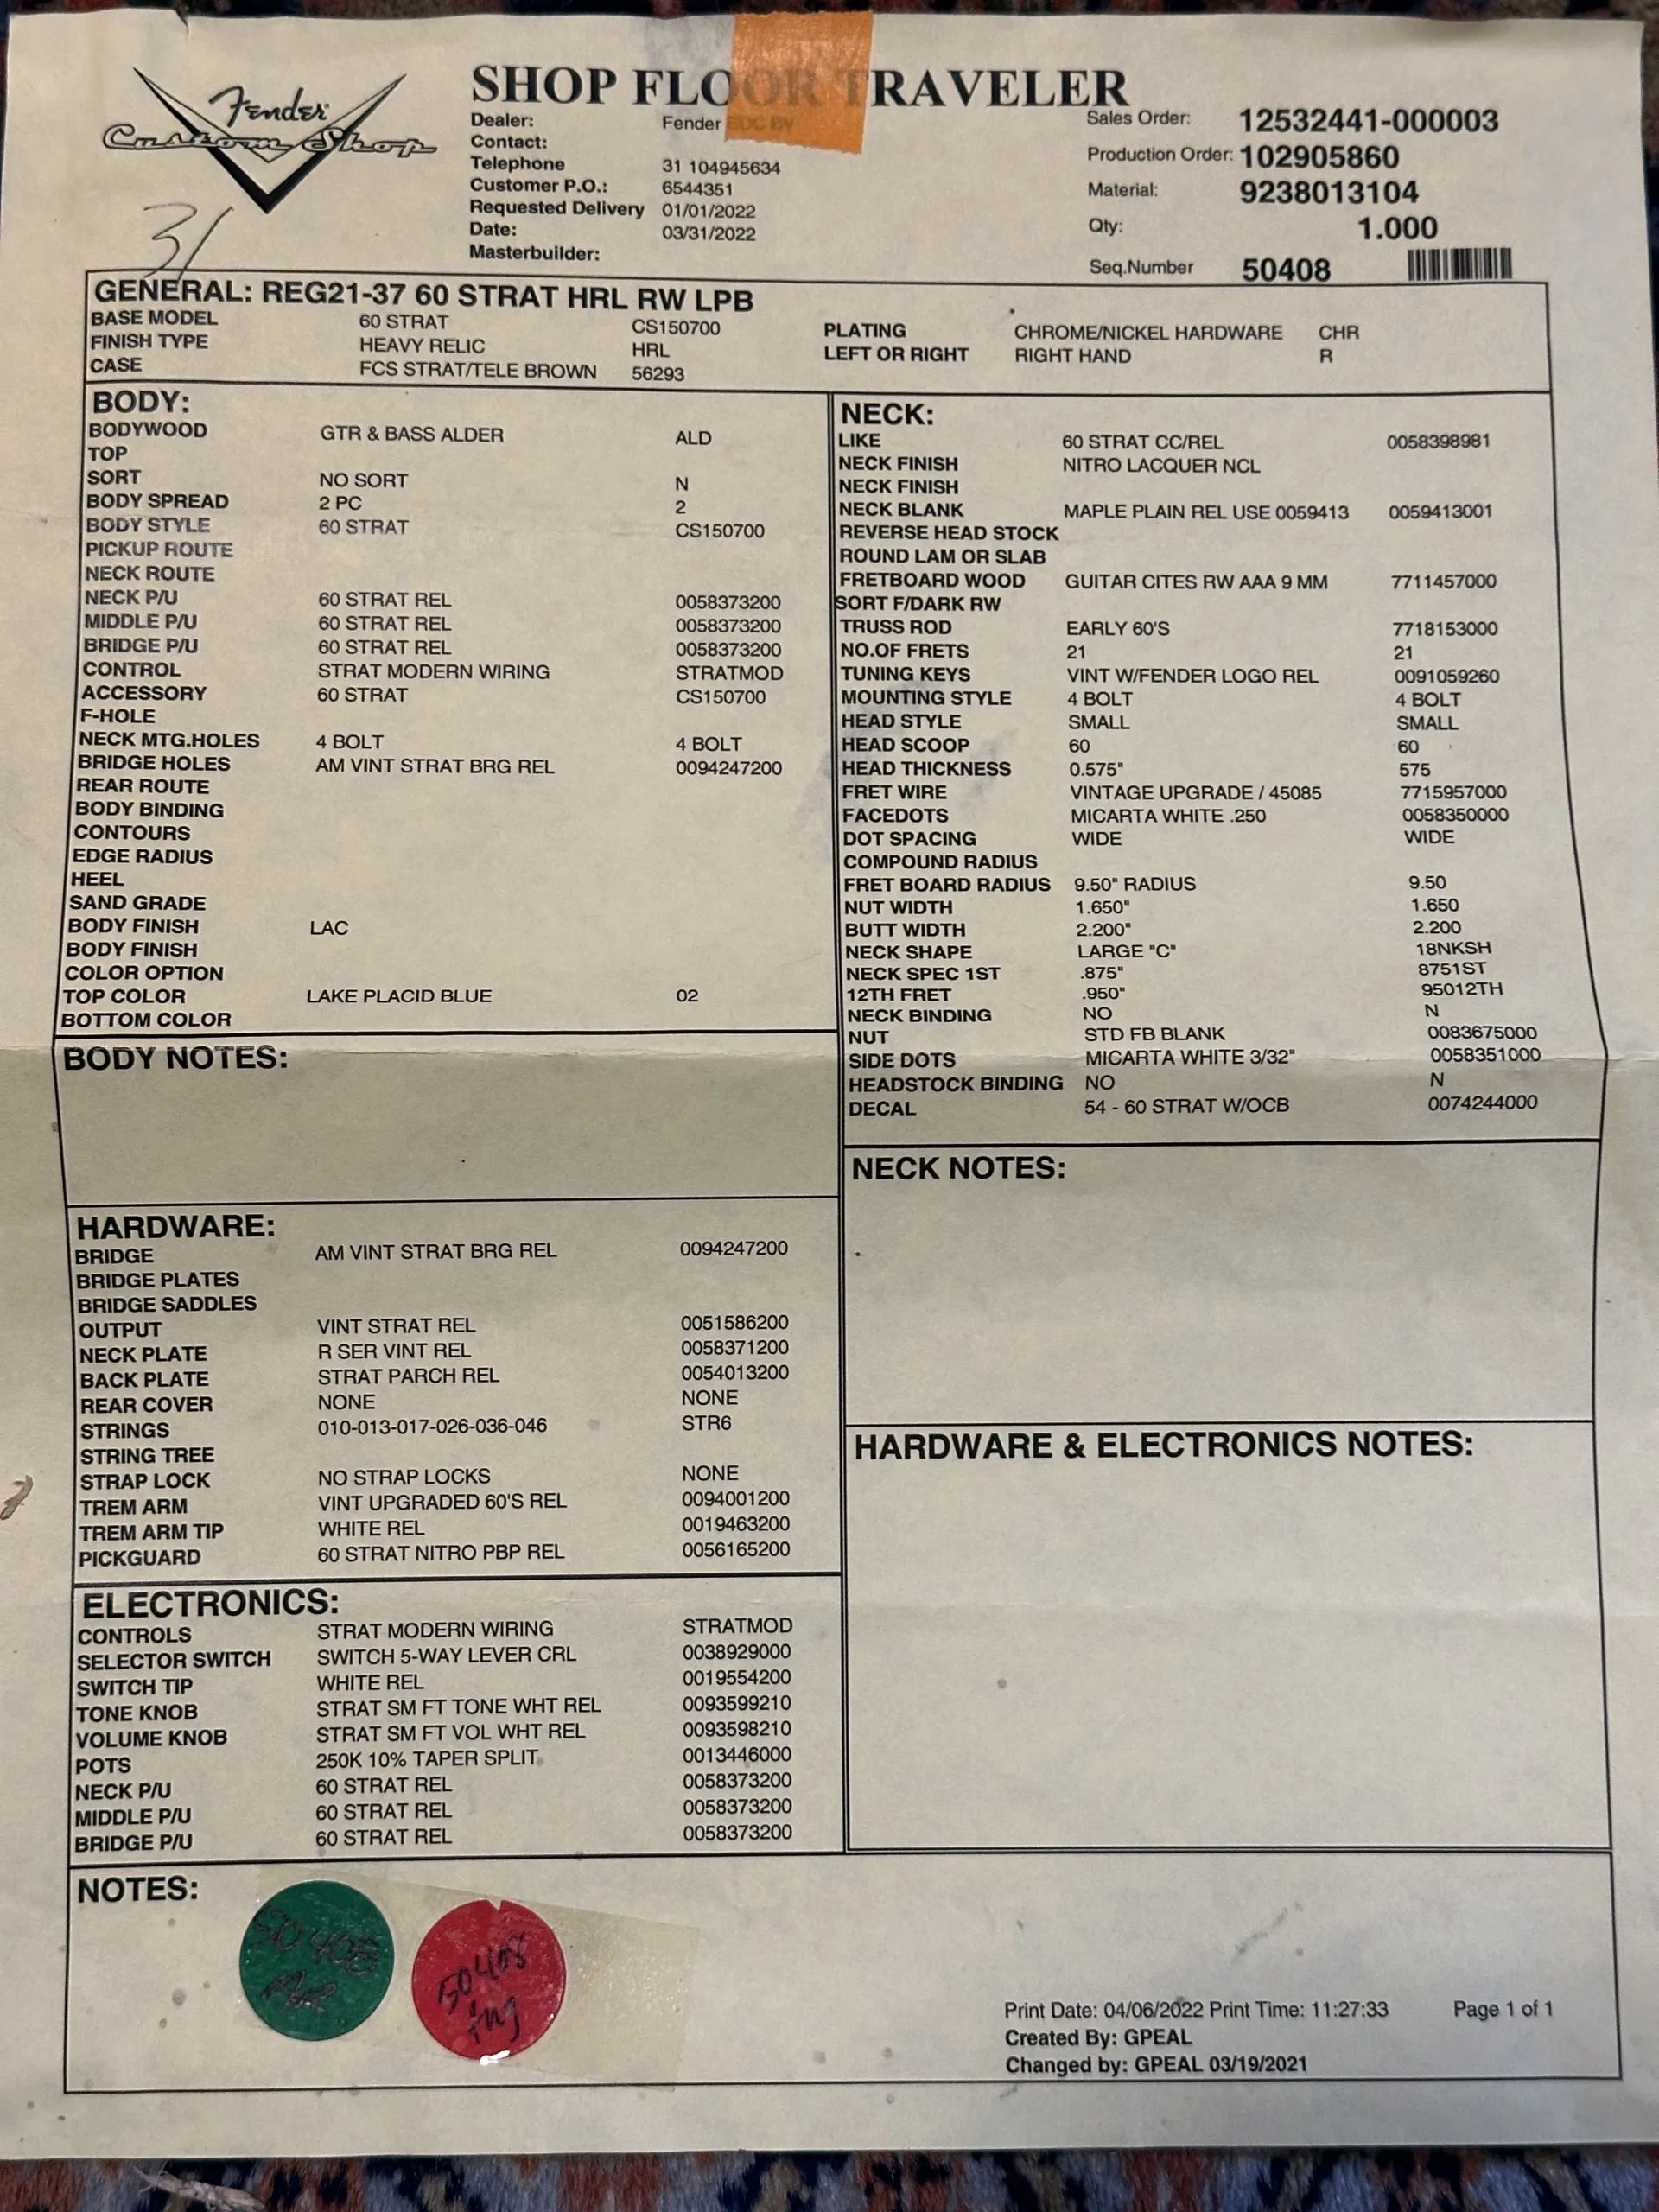 Fender
Custom Shop
31
SHOP FLOOR TRAVELER
Dealer: Fender EDC BV
Contact:
Telephone 31 104945634
Customer P.O.: 6544351
Requested Delivery 01/01/2022
Date: 03/31/2022
Masterbuilder:
Sales Order: 12532441-000003
Production Order: 102905860
Material: 9238013104
Qty: 1.000
Seq.Number 50408
GENERAL: REG21-37 60 STRAT HRL RW LPB
BASE MODEL 60 STRAT CS150700
FINISH TYPE HEAVY RELIC HRL
CASE FCS STRAT/TELE BROWN 56293
PLATING CHROME/NICKEL HARDWARE CHR
LEFT OR RIGHT RIGHT HAND R
BODY:
BODYWOOD GTR & BASS ALDER ALD
TOP
SORT NO SORT N
BODY SPREAD 2 PC 2
BODY STYLE 60 STRAT CS150700
PICKUP ROUTE
NECK ROUTE
NECK P/U 60 STRAT REL 0058373200
MIDDLE P/U 60 STRAT REL 0058373200
BRIDGE P/U 60 STRAT REL 0058373200
CONTROL STRAT MODERN WIRING STRATMOD
ACCESSORY 60 STRAT CS150700
F-HOLE
NECK MTG.HOLES 4 BOLT 4 BOLT
BRIDGE HOLES AM VINT STRAT BRG REL 0094247200
REAR ROUTE
BODY BINDING
CONTOURS
EDGE RADIUS
HEEL
SAND GRADE
BODY FINISH LAC
BODY FINISH
COLOR OPTION
TOP COLOR LAKE PLACID BLUE 02
BOTTOM COLOR
BODY NOTES:
HARDWARE:
BRIDGE AM VINT STRAT BRG REL 0094247200
BRIDGE PLATES
BRIDGE SADDLES
OUTPUT VINT STRAT REL 0051586200
NECK PLATE R SER VINT REL 0058371200
BACK PLATE STRAT PARCH REL 0054013200
REAR COVER NONE NONE
STRINGS 010-013-017-026-036-046 STR6
STRING TREE
STRAP LOCK NO STRAP LOCKS NONE
TREM ARM VINT UPGRADED 60'S REL 0094001200
TREM ARM TIP WHITE REL 0019463200
PICKGUARD 60 STRAT NITRO PBP REL 0056165200
ELECTRONICS:
CONTROLS STRAT MODERN WIRING STRATMOD
SELECTOR SWITCH SWITCH 5-WAY LEVER CRL 0038929000
SWITCH TIP WHITE REL 0019554200
TONE KNOB STRAT SM FT TONE WHT REL 0093599210
VOLUME KNOB STRAT SM FT VOL WHT REL 0093598210
POTS 250K 10% TAPER SPLIT 0013446000
NECK P/U 60 STRAT REL 0058373200
MIDDLE P/U 60 STRAT REL 0058373200
BRIDGE P/U 60 STRAT REL 0058373200
NECK:
LIKE 60 STRAT CC/REL 0058398981
NECK FINISH NITRO LACQUER NCL
NECK FINISH
NECK BLANK MAPLE PLAIN REL USE 0059413 0059413001
REVERSE HEAD STOCK
ROUND LAM OR SLAB
FRETBOARD WOOD GUITAR CITES RW AAA 9 MM 7711457000
SORT F/DARK RW
TRUSS ROD EARLY 60'S 7718153000
NO.OF FRETS 21 21
TUNING KEYS VINT W/FENDER LOGO REL 0091059260
MOUNTING STYLE 4 BOLT 4 BOLT
HEAD STYLE SMALL SMALL
HEAD SCOOP 60 60
HEAD THICKNESS 0.575" 575
FRET WIRE VINTAGE UPGRADE / 45085 7715957000
FACEDOTS MICARTA WHITE .250 0058350000
DOT SPACING WIDE WIDE
COMPOUND RADIUS
FRET BOARD RADIUS 9.50" RADIUS 9.50
NUT WIDTH 1.650" 1.650
BUTT WIDTH 2.200" 2.200
NECK SHAPE LARGE "C" 18NKSH
NECK SPEC 1ST .875" 8751ST
12TH FRET .950" 95012TH
NECK BINDING NO N
NUT STD FB BLANK 0083675000
SIDE DOTS MICARTA WHITE 3/32" 0058351000
HEADSTOCK BINDING NO N
DECAL 54 - 60 STRAT W/OCB 0074244000
NECK NOTES:
HARDWARE & ELECTRONICS NOTES:
NOTES:
50408
50408
Print Date: 04/06/2022 Print Time: 11:27:33 Page 1 of 1
Created By: GPEAL
Changed by: GPEAL 03/19/2021